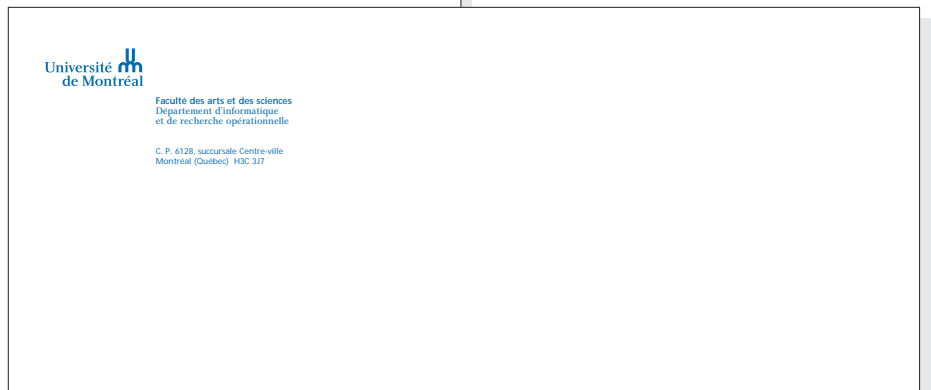 Université
de Montréal
Faculté des arts et des sciences
Département d'informatique
et de recherche opérationnelle
C. P. 6128, succursale Centre-ville
Montréal (Québec) H3C 3J7